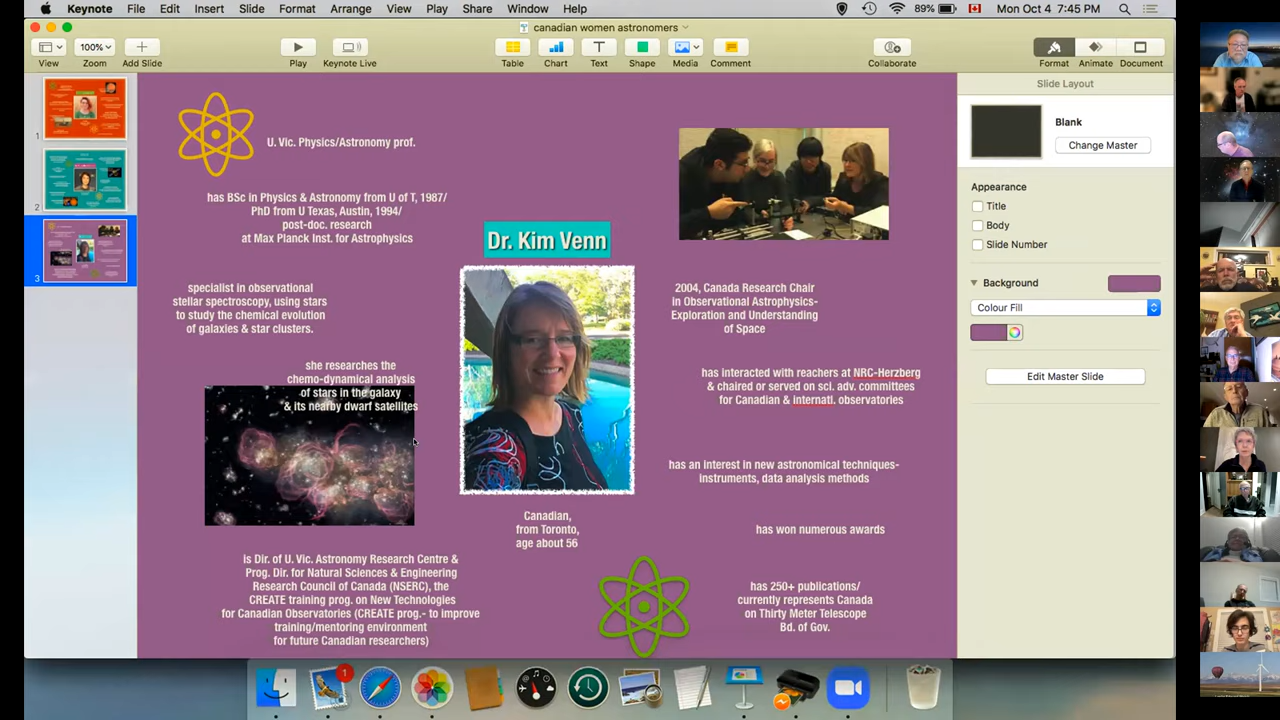 Keynote File Edit Insert Slide Format Arrange View Play Share Window Help
89% Mon Oct 4 7:45 PM
canadian women astronomers
100%
View Zoom Add Slide Play Keynote Live Table Chart Text Shape Media Comment Collaborate Format Animate Document
1
2
3
U. Vic. Physics/Astronomy prof.
has BSc in Physics & Astronomy from U of T, 1987/
PhD from U Texas, Austin, 1994/
post-doc. research
at Max Planck Inst. for Astrophysics
specialist in observational
stellar spectroscopy, using stars
to study the chemical evolution
of galaxies & star clusters.
she researches the
chemo-dynamical analysis
of stars in the galaxy
& its nearby dwarf satellites
is Dir. of U. Vic. Astronomy Research Centre &
Prog. Dir. for Natural Sciences & Engineering
Research Council of Canada (NSERC), the
CREATE training prog. on New Technologies
for Canadian Observatories (CREATE prog.- to improve
training/mentoring environment
for future Canadian researchers)
Dr. Kim Venn
Canadian,
from Toronto,
age about 56
2004, Canada Research Chair
in Observational Astrophysics-
Exploration and Understanding
of Space
has interacted with reachers at NRC-Herzberg
& chaired or served on sci. adv. committees
for Canadian & internatl. observatories
has an interest in new astronomical techniques-
instruments, data analysis methods
has won numerous awards
has 250+ publications/
currently represents Canada
on Thirty Meter Telescope
Bd. of Gov.
Slide Layout
Blank
Change Master
Appearance
Title
Body
Slide Number
Background
Colour Fill
Edit Master Slide
1